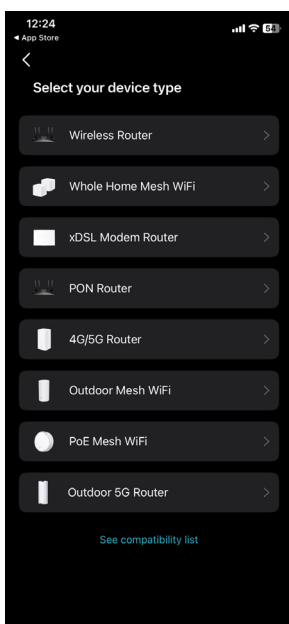 12:24
54
◀ App Store
Select your device type
Wireless Router
Whole Home Mesh WiFi
xDSL Modem Router
PON Router
4G/5G Router
Outdoor Mesh WiFi
PoE Mesh WiFi
Outdoor 5G Router
See compatibility list